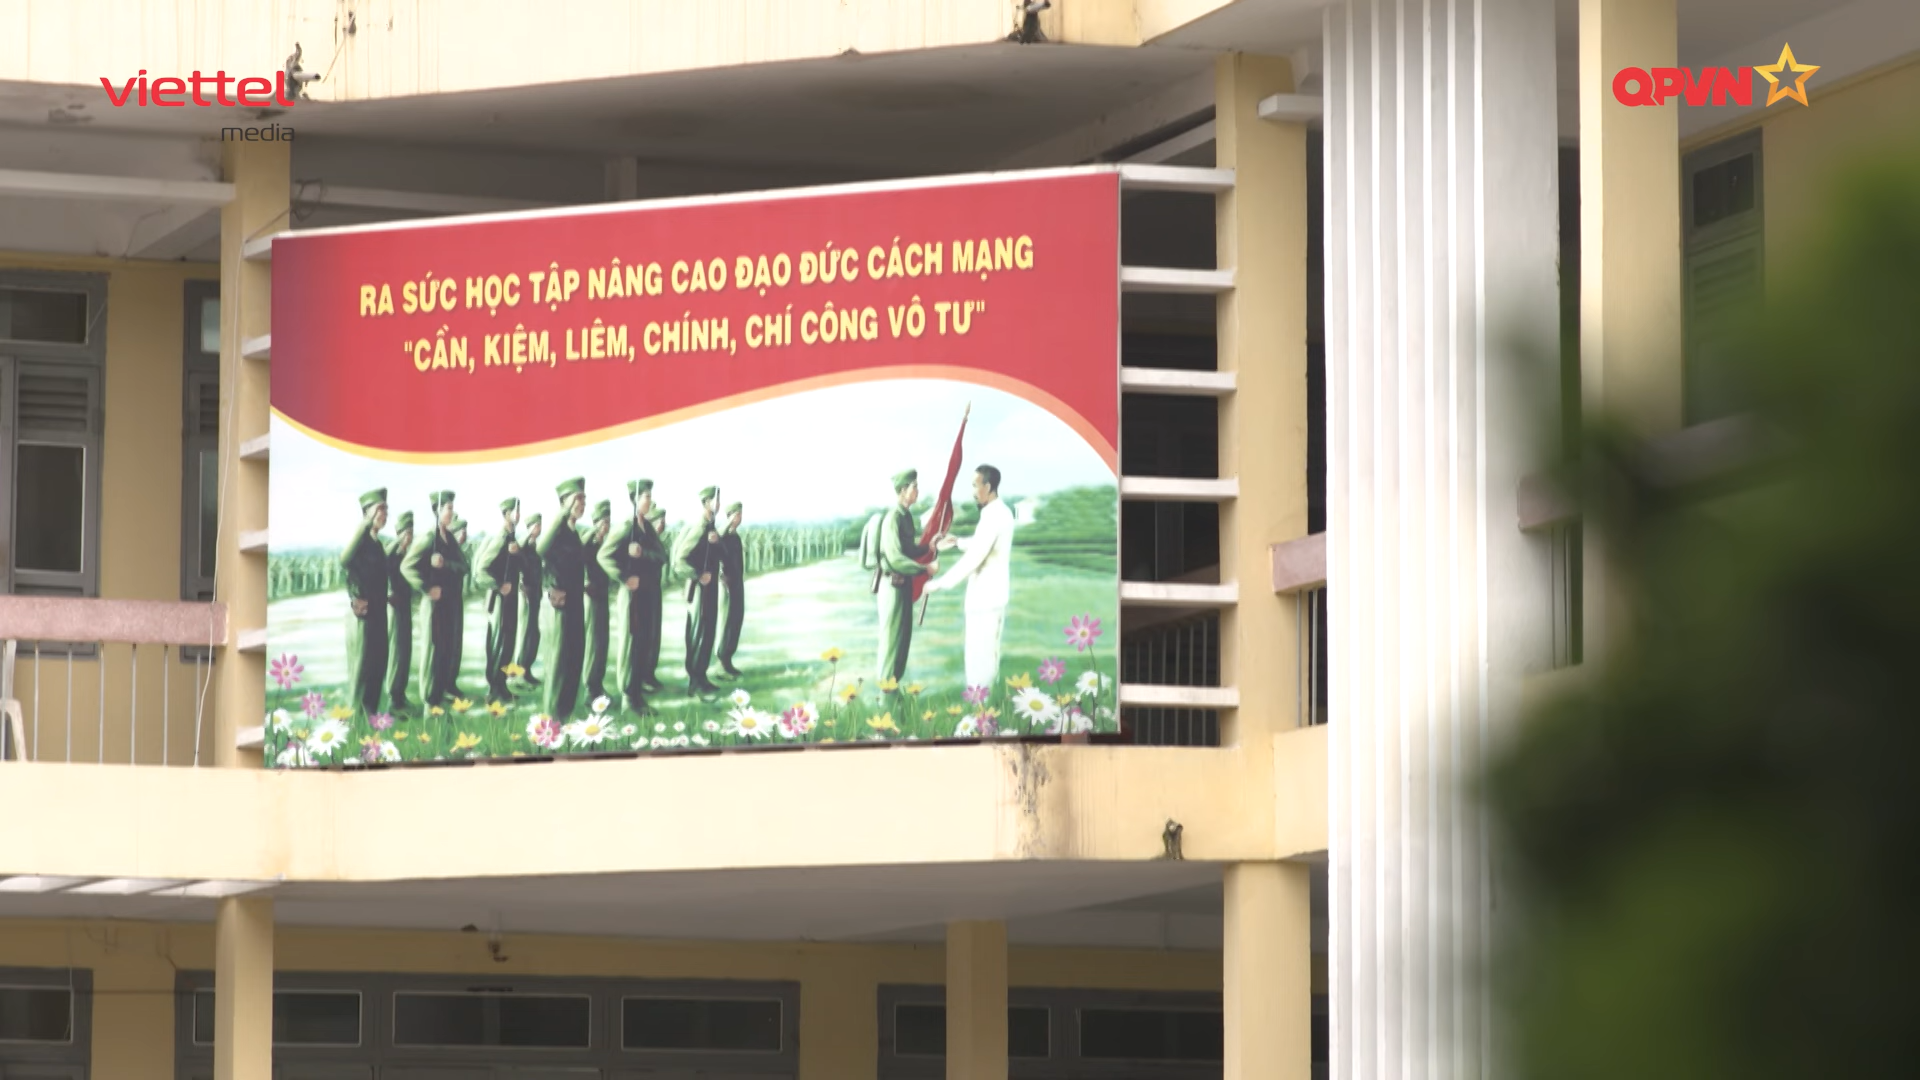 viettel
media
QPVN
RA SỨC HỌC TẬP NÂNG CAO ĐẠO ĐỨC CÁCH MẠNG
"CẦN, KIỆM, LIÊM, CHÍNH, CHÍ CÔNG VÔ TƯ"